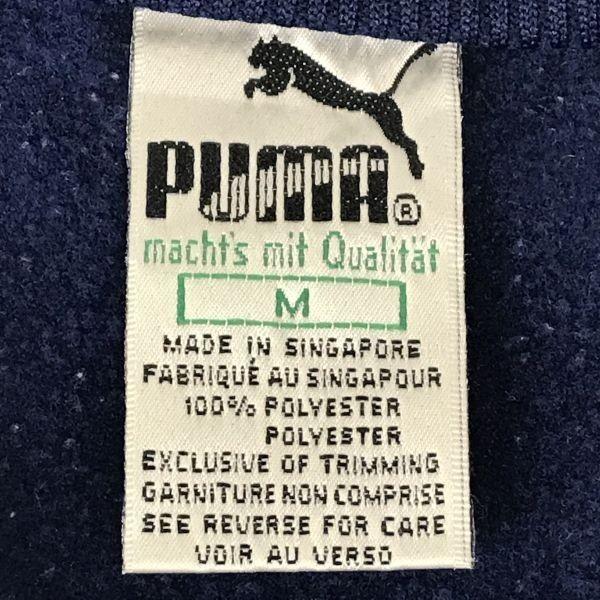 PUMA®
macht's mit Qualität
M
MADE IN SINGAPORE
FABRIQUÉ AU SINGAPOUR
100% POLYESTER
POLYESTER
EXCLUSIVE OF TRIMMING
GARNITURE NON COMPRISE
SEE REVERSE FOR CARE
VOIR AU VERSO